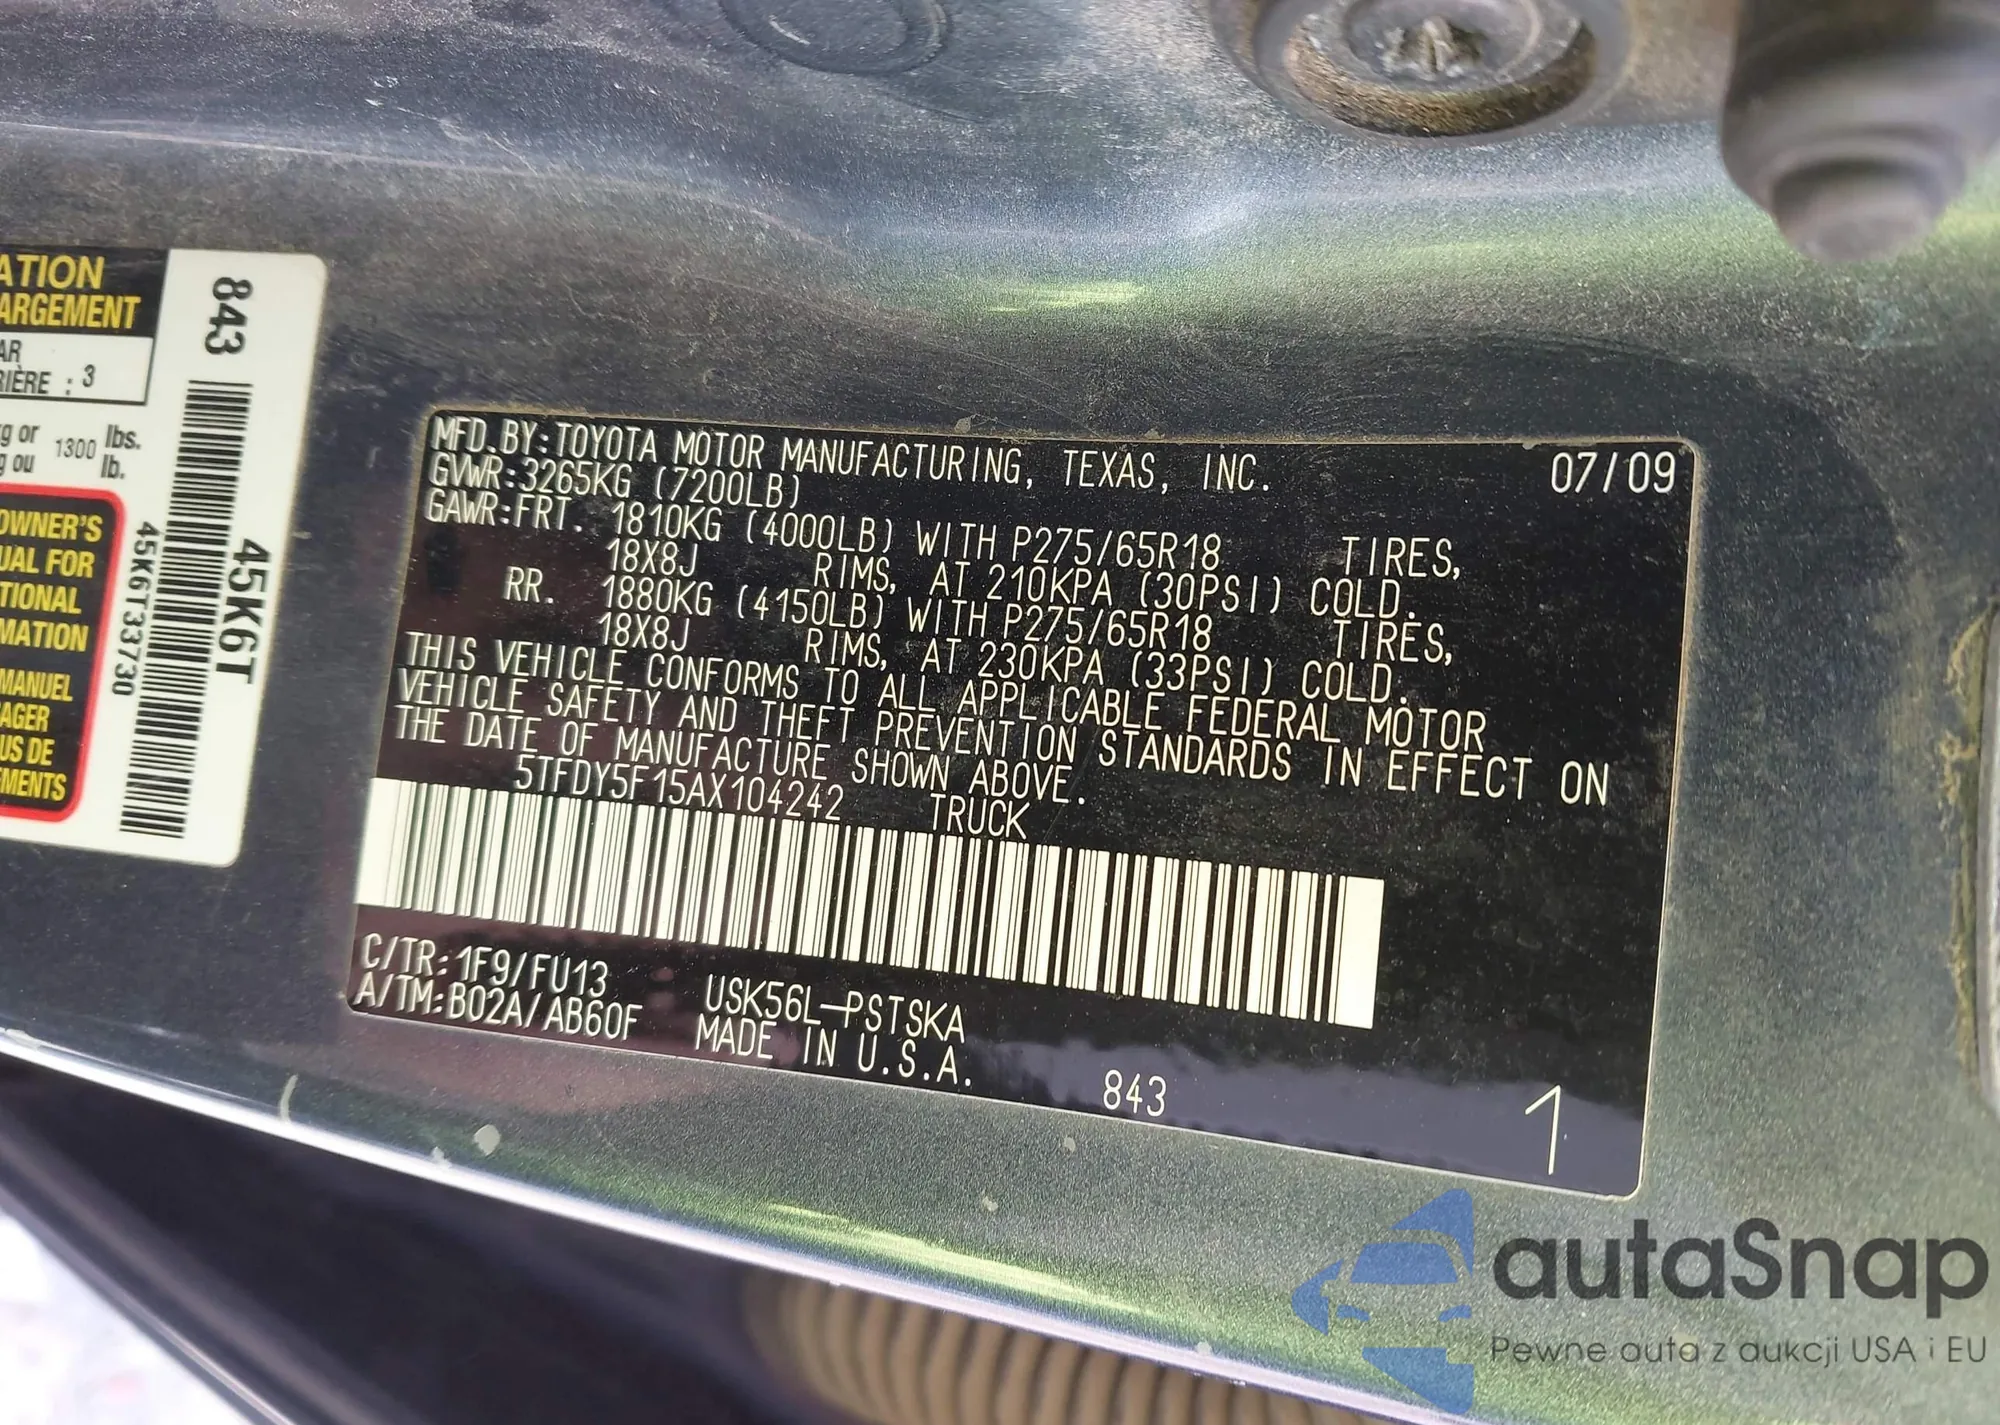 ATION
ARGEMENT
AR
RIÈRE : 3
kg or 1300 lbs.
kg ou lb.
OWNER'S
UAL FOR
TIONAL
MATION
MANUEL
AGER
US DE
EMENTS
843
45K6T33730
45K6T
MFD. BY: TOYOTA MOTOR MANUFACTURING, TEXAS, INC. 07/09
GVWR: 3265KG (7200LB)
GAWR: FRT. 1810KG (4000LB) WITH P275/65R18 TIRES,
18X8J RIMS, AT 210KPA (30PSI) COLD.
RR. 1880KG (4150LB) WITH P275/65R18 TIRES,
18X8J RIMS, AT 230KPA (33PSI) COLD.
THIS VEHICLE CONFORMS TO ALL APPLICABLE FEDERAL MOTOR
VEHICLE SAFETY AND THEFT PREVENTION STANDARDS IN EFFECT ON
THE DATE OF MANUFACTURE SHOWN ABOVE.
5TFDY5F15AX104242 TRUCK
C/TR: 1F9/FU13 USK56L-PSTSKA
A/TM: B02A/AB60F MADE IN U.S.A.
843 1
autaSnap
Pewne auta z aukcji USA i EU